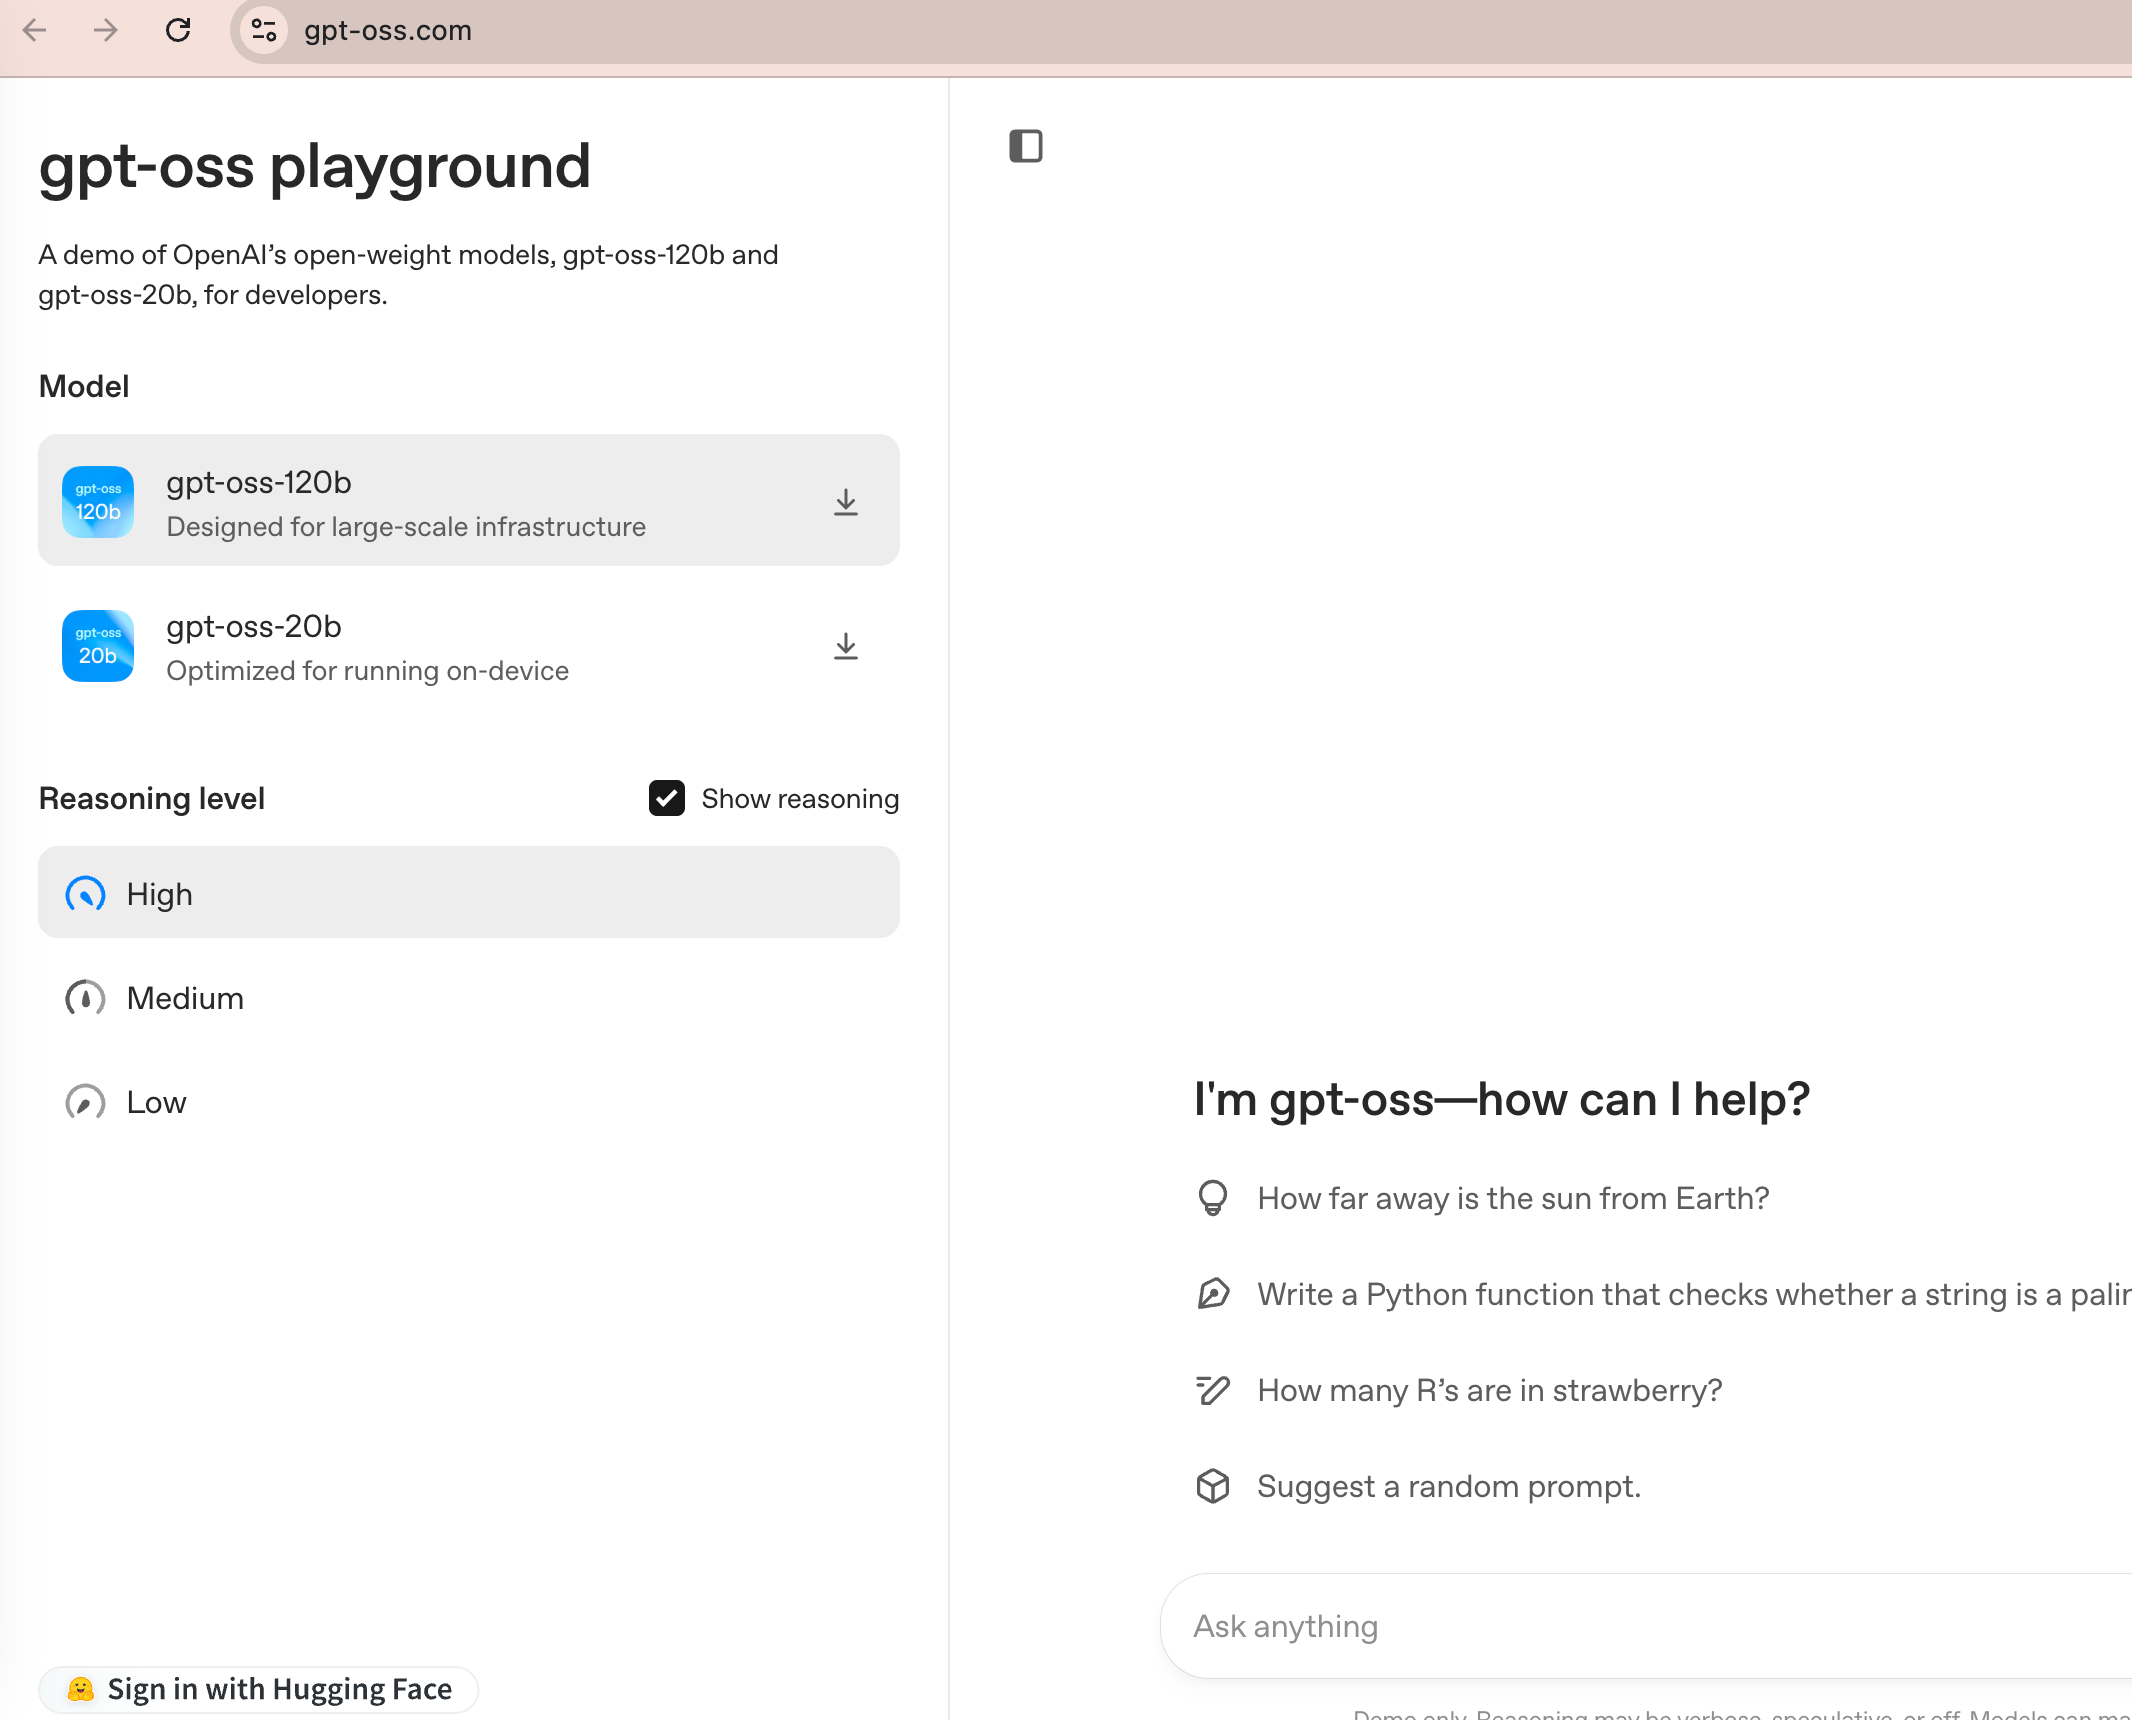 gpt-oss.com
gpt-oss playground
A demo of OpenAI’s open-weight models, gpt-oss-120b and
gpt-oss-20b, for developers.
Model
gpt-oss
120b
gpt-oss-120b
Designed for large-scale infrastructure
gpt-oss
20b
gpt-oss-20b
Optimized for running on-device
Reasoning level
Show reasoning
High
Medium
Low
Sign in with Hugging Face
I'm gpt-oss—how can I help?
How far away is the sun from Earth?
Write a Python function that checks whether a string is a
How many R’s are in strawberry?
Suggest a random prompt.
Ask anything
Demo only. Reasoning may be verbose, speculative, or off. Models can